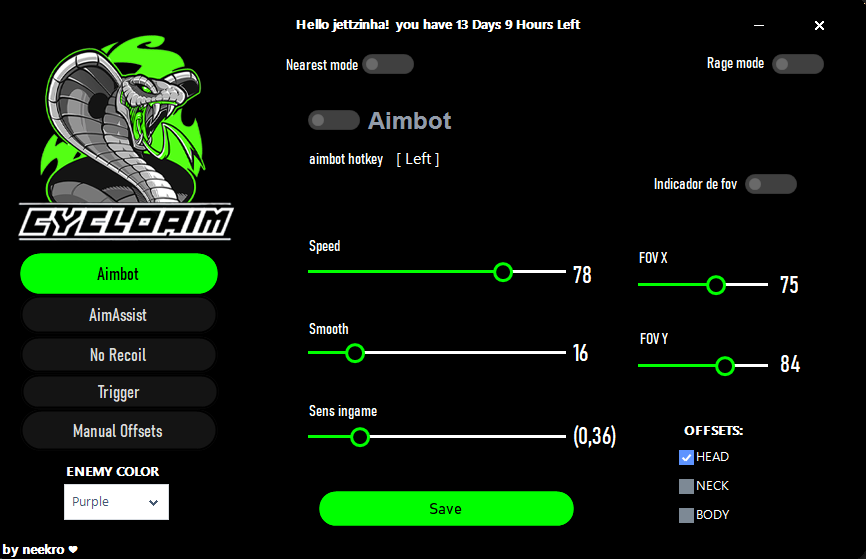 Hello jettzinha! you have 13 Days 9 Hours Left
Nearest mode
Rage mode
Aimbot
aimbot hotkey [ Left ]
Indicador de fov
CYCLOAIM
Aimbot
AimAssist
No Recoil
Trigger
Manual Offsets
ENEMY COLOR
Purple
by neekro ♥
Speed
78
Smooth
16
Sens ingame
(0,36)
Save
FOV X
75
FOV Y
84
OFFSETS:
HEAD
NECK
BODY